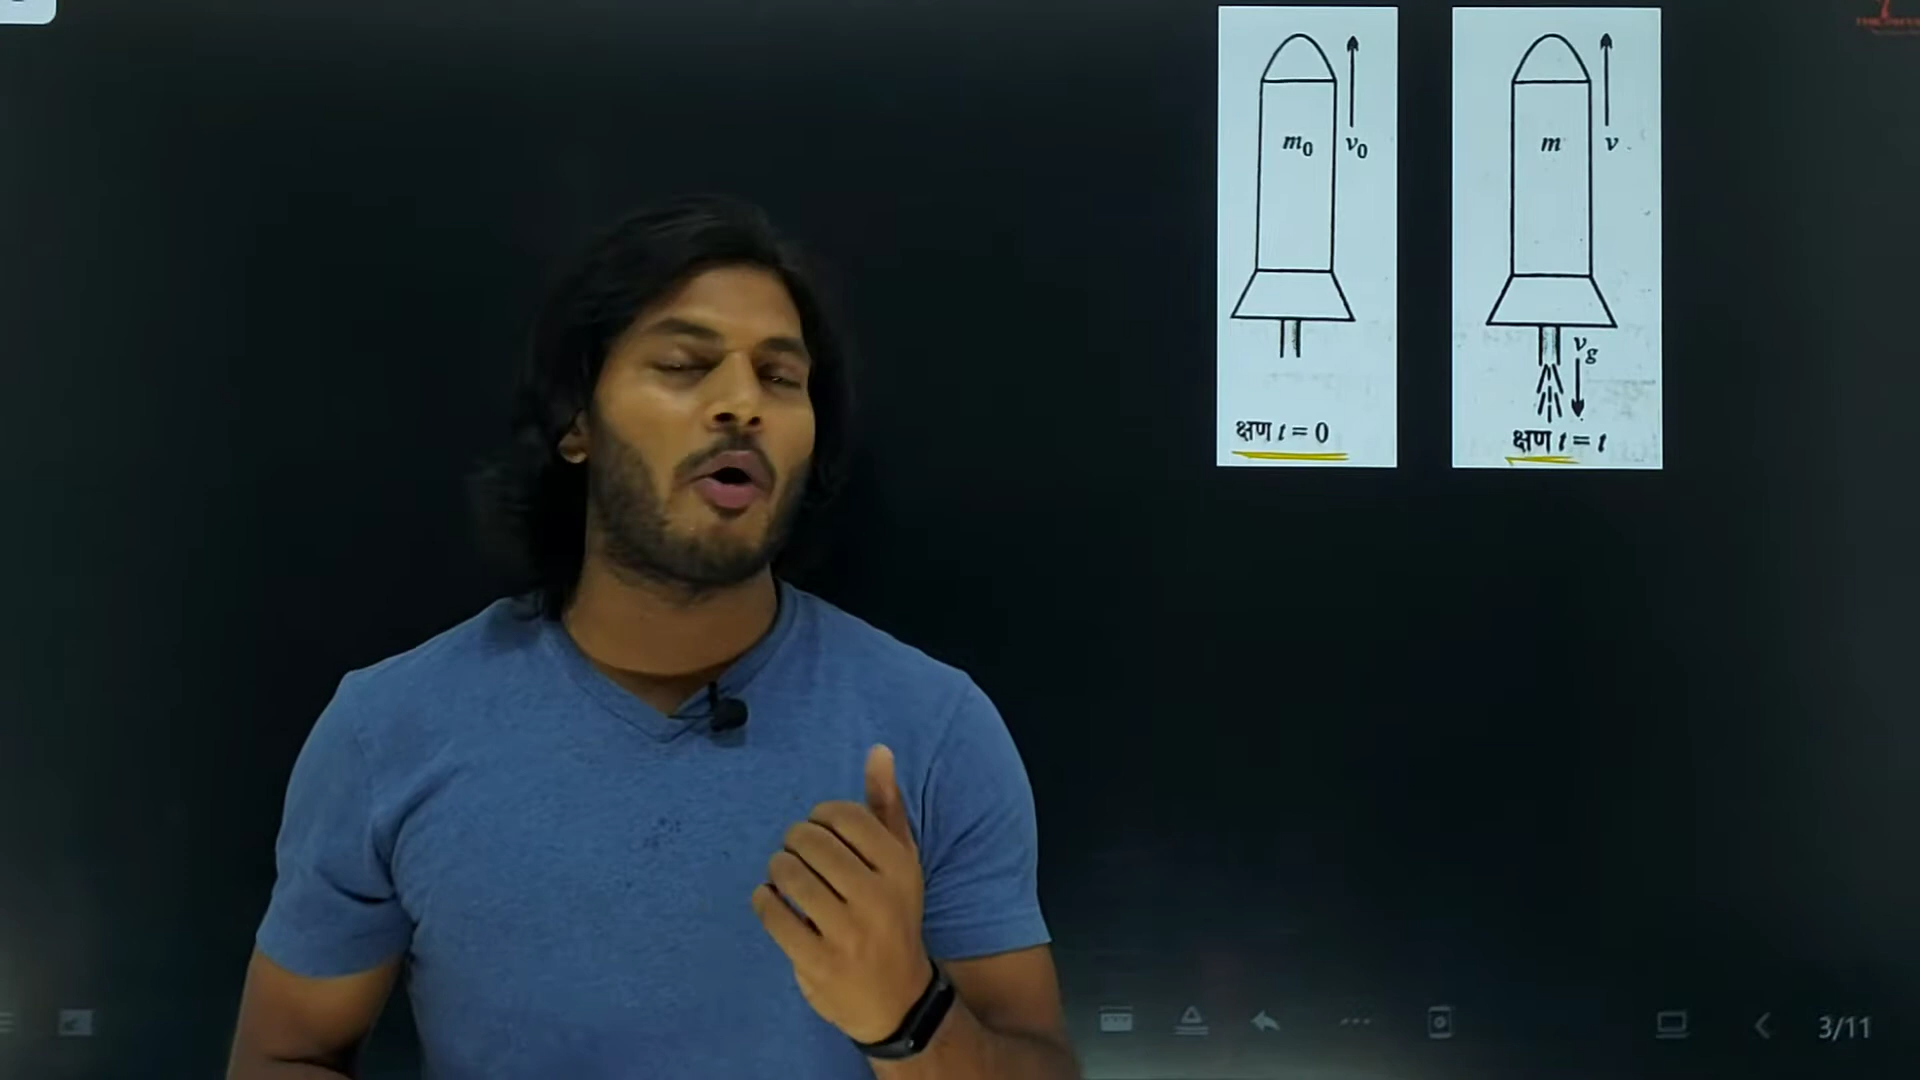 m₀ v₀
क्षण t = 0
m v
v_g
क्षण t = t
3/11